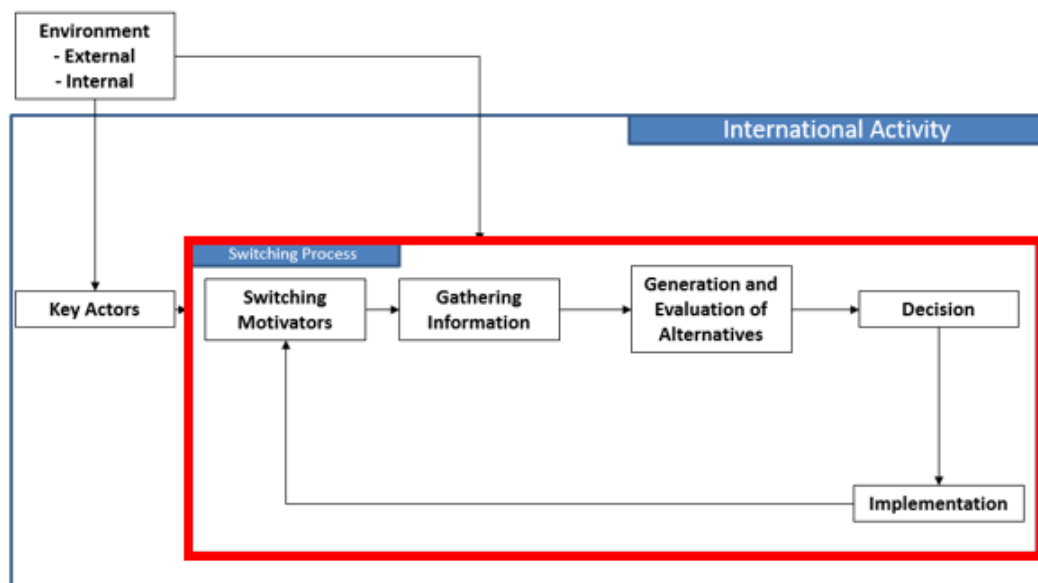 Environment
- External
- Internal
International Activity
Switching Process
Key Actors
Switching
Motivators
Gathering
Information
Generation and
Evaluation of
Alternatives
Decision
Implementation